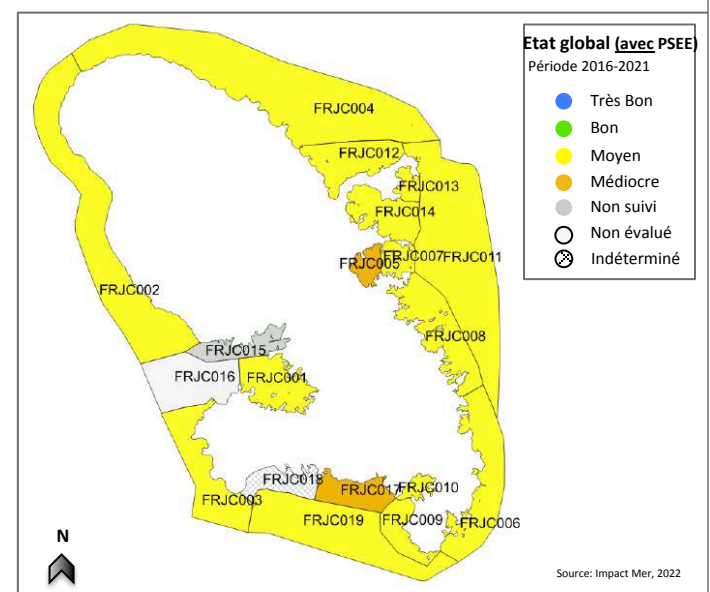 Etat global (avec PSEE)
Période 2016-2021
Très Bon
Bon
Moyen
Médiocre
Non suivi
Non évalué
Indéterminé
FRJC004
FRJC012
FRJC013
FRJC014
FRJC005
FRJC007
FRJC011
FRJC002
FRJC008
FRJC015
FRJC016
FRJC001
FRJC018
FRJC017
FRJC010
FRJC003
FRJC019
FRJC009
FRJC006
N
Source: Impact Mer, 2022